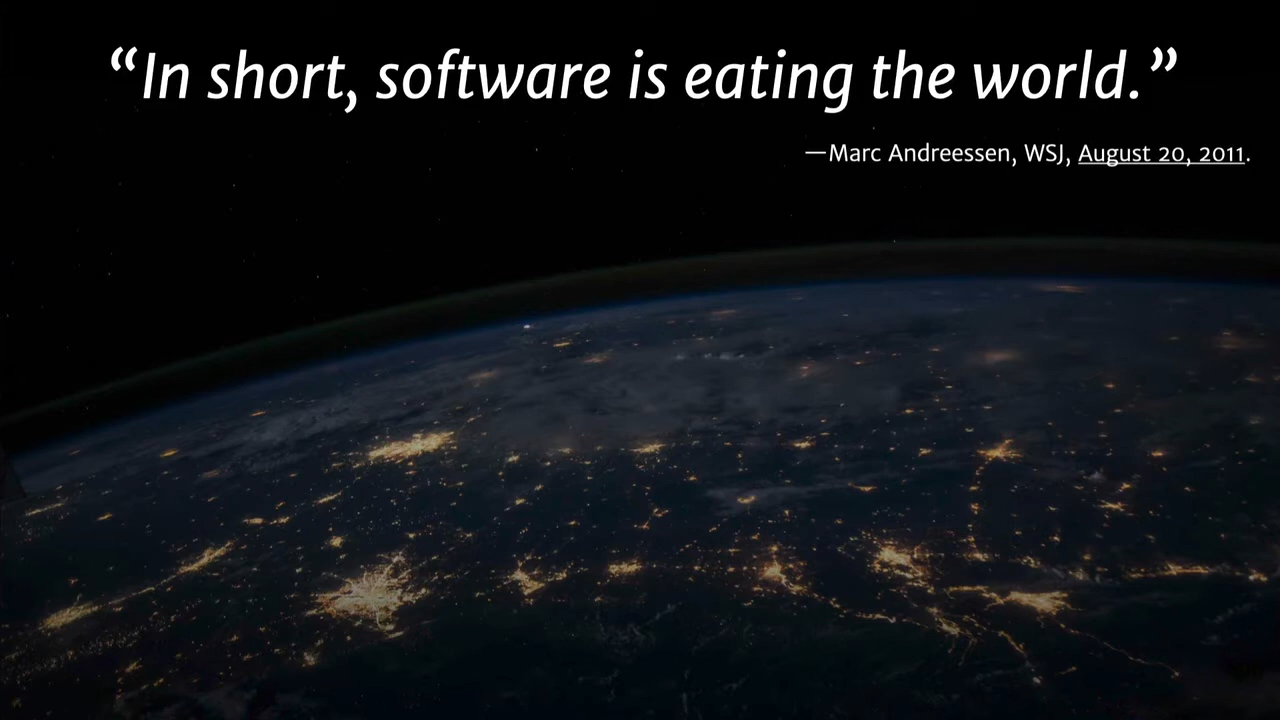 “In short, software is eating the world.”
—Marc Andreessen, WSJ, August 20, 2011.